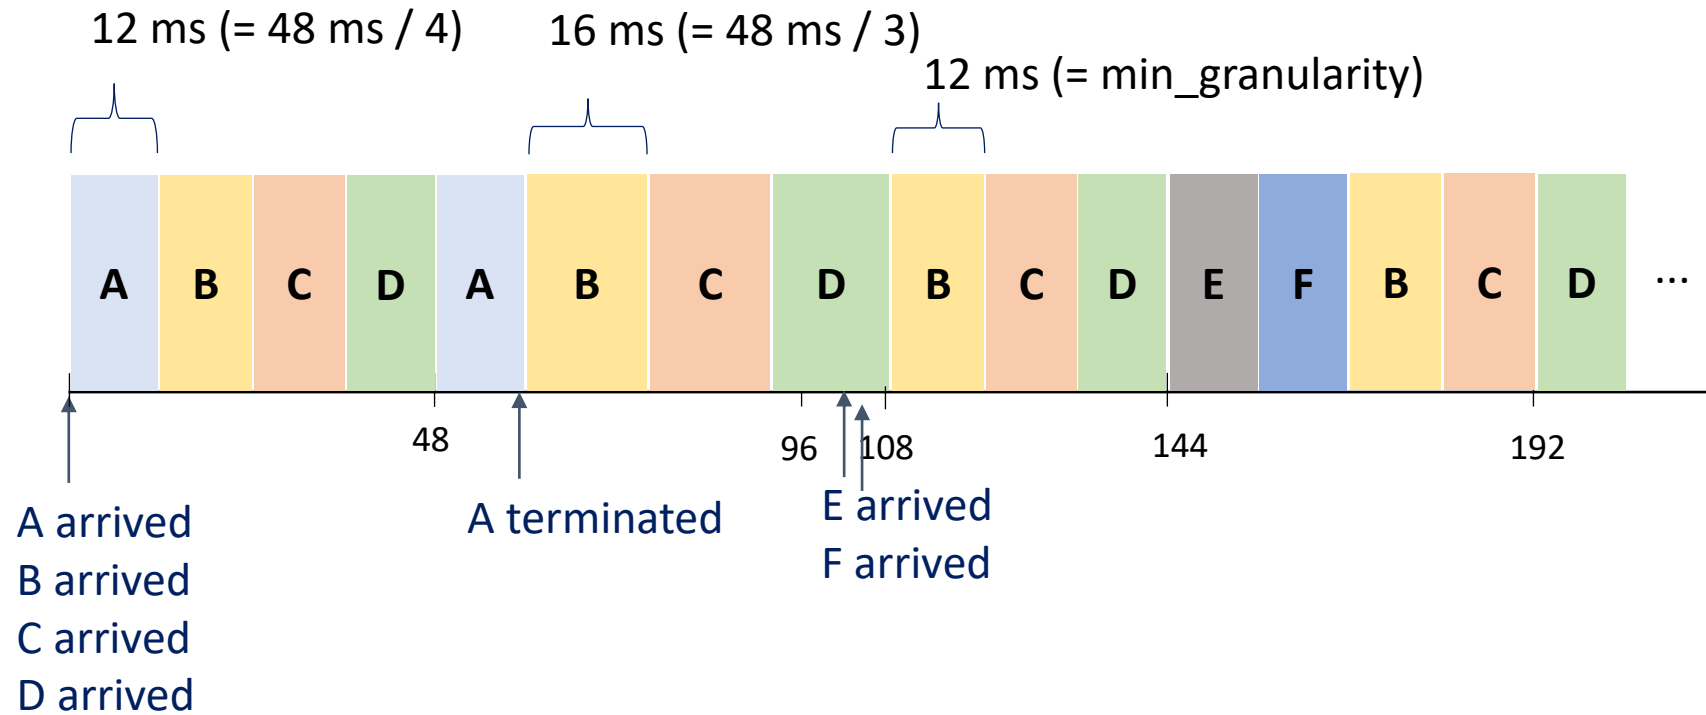 12 ms (= 48 ms / 4)
16 ms (= 48 ms / 3)
12 ms (= min_granularity)
A B C D A B C D B C D E F B C D ...
48 96 108 144 192
A arrived
B arrived
C arrived
D arrived
A terminated
E arrived
F arrived